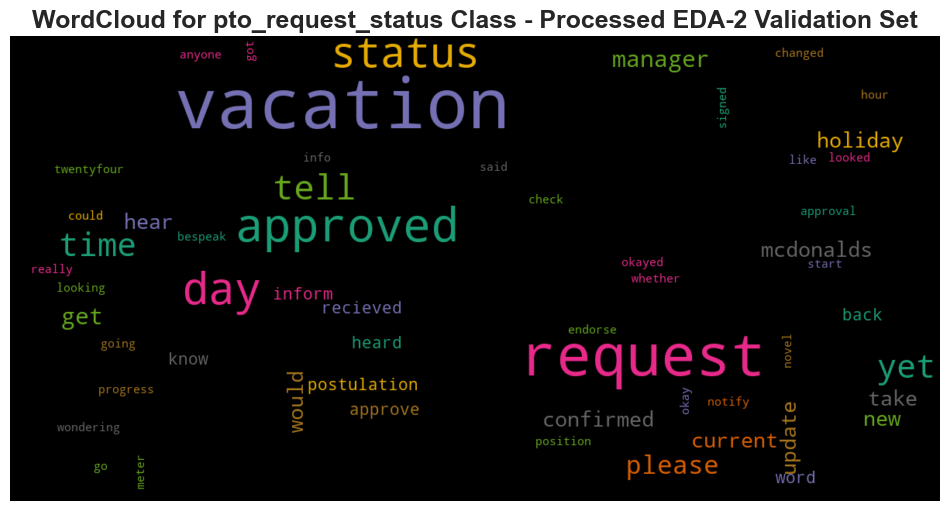 WordCloud for pto_request_status Class - Processed EDA-2 Validation Set
anyone
got
status
manager
changed
vacation
signed
hour
holiday
info
said
like
looked
twentyfour
tell
check
could
hear
bespeak
approved
approval
time
mcdonalds
really
okayed
start
looking
day
inform
whether
get
recieved
back
going
heard
endorse
know
request
novel
yet
progress
would
postulation
approve
okay
notify
take
wondering
confirmed
update
new
position
current
go
meter
please
word